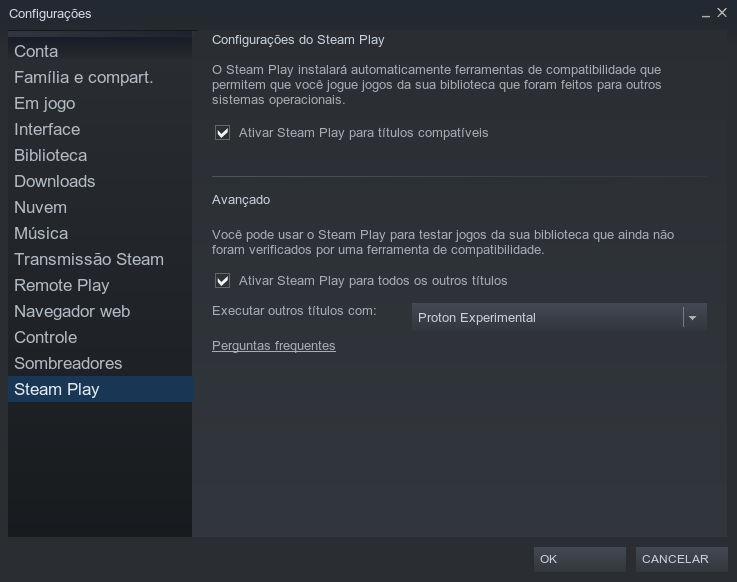 Configurações
Conta
Família e compart.
Em jogo
Interface
Biblioteca
Downloads
Nuvem
Música
Transmissão Steam
Remote Play
Navegador web
Controle
Sombreadores
Steam Play
Configurações do Steam Play
O Steam Play instalará automaticamente ferramentas de compatibilidade que
permitem que você jogue jogos da sua biblioteca que foram feitos para outros
sistemas operacionais.
Ativar Steam Play para títulos compatíveis
Avançado
Você pode usar o Steam Play para testar jogos da sua biblioteca que ainda não
foram verificados por uma ferramenta de compatibilidade.
Ativar Steam Play para todos os outros títulos
Executar outros títulos com:
Proton Experimental
Perguntas frequentes
OK
CANCELAR